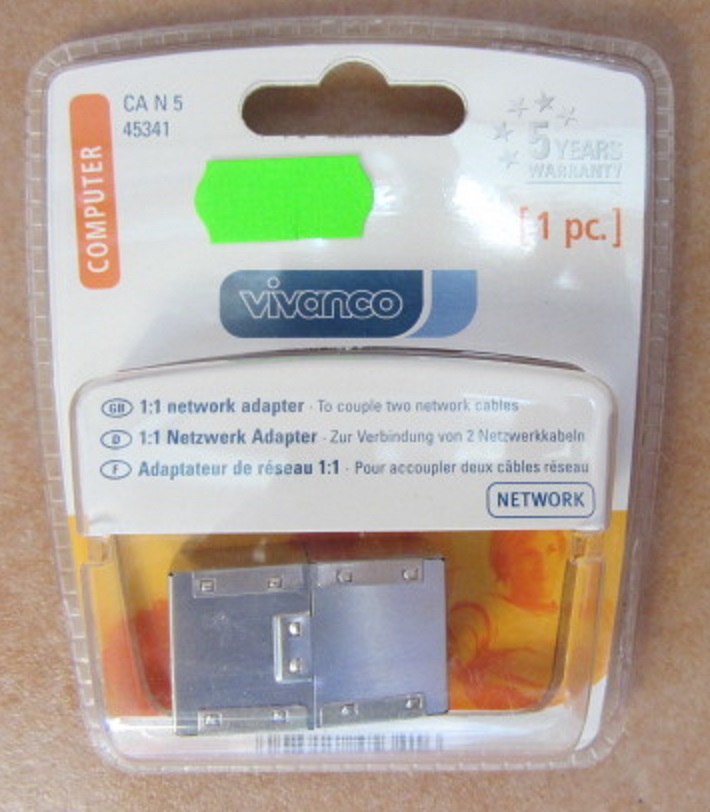 CA N 5
45341
COMPUTER
5 YEARS
WARRANTY
[1 pc.]
vivanco
GB 1:1 network adapter · To couple two network cables
D 1:1 Netzwerk Adapter · Zur Verbindung von 2 Netzwerkkabeln
F Adaptateur de réseau 1:1 · Pour accoupler deux câbles réseau
NETWORK